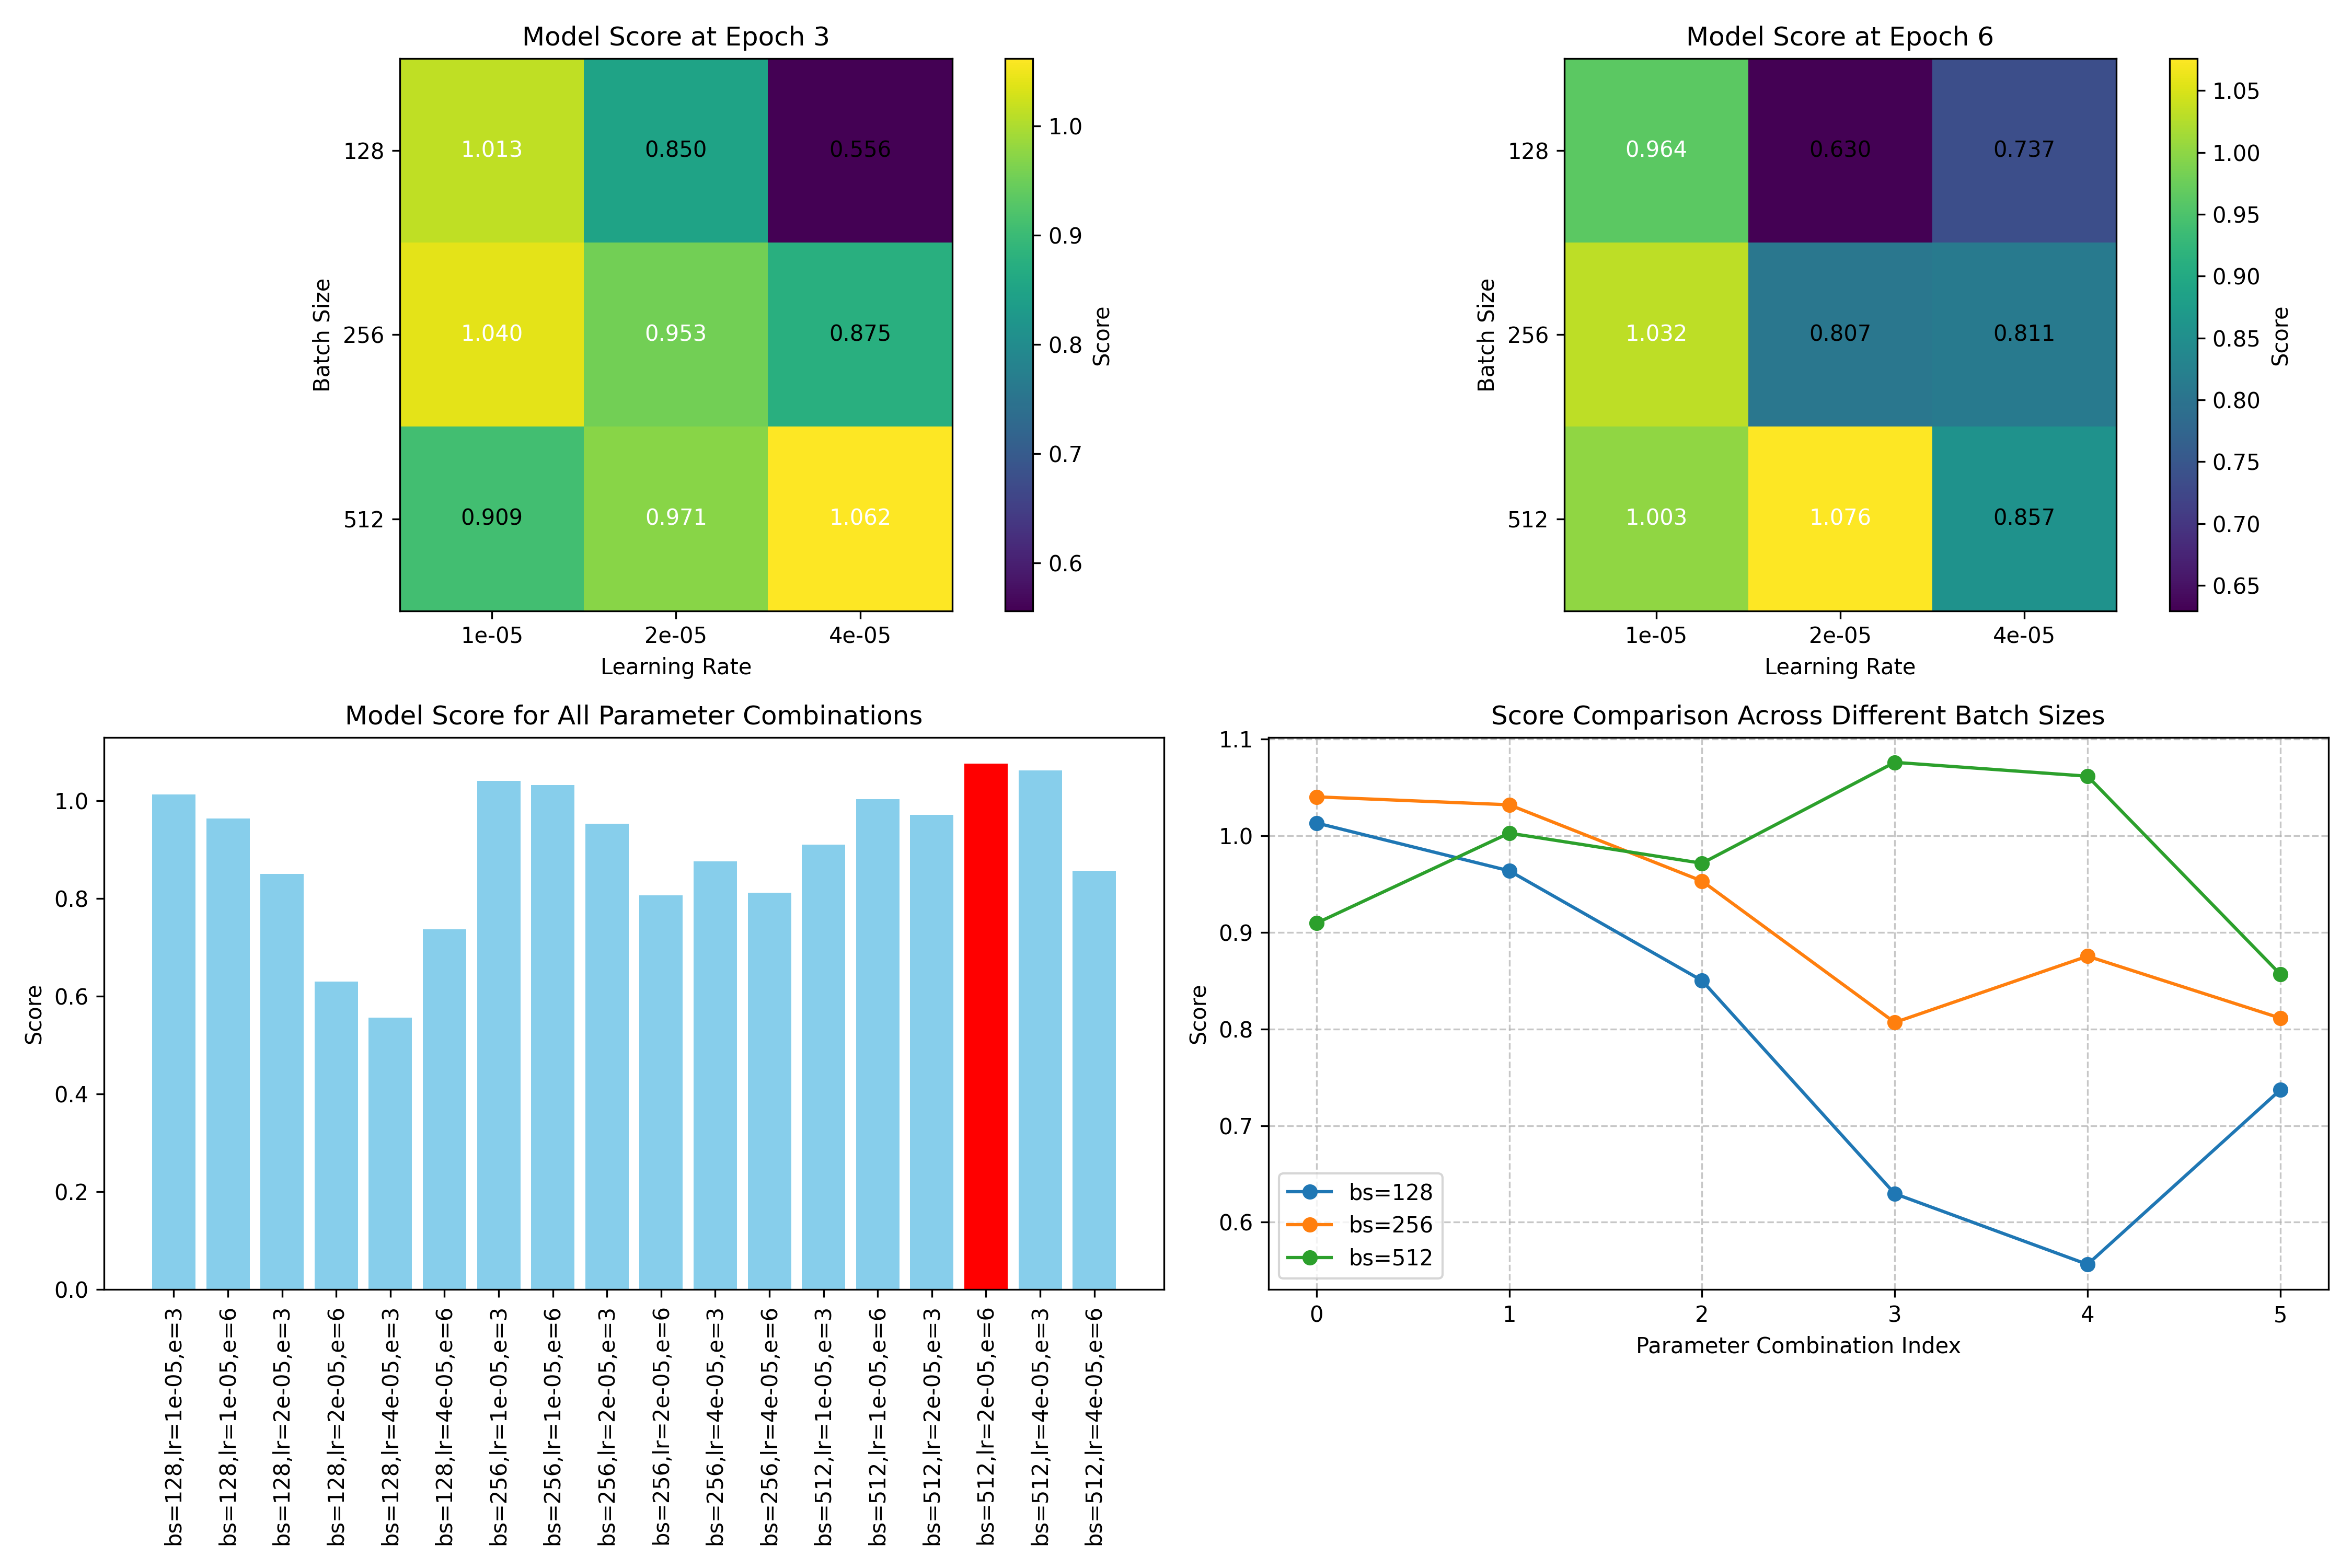 Model Score at Epoch 3
128
256
512
Batch Size
1.013 0.850 0.556
1.040 0.953 0.875
0.909 0.971 1.062
1e-05 2e-05 4e-05
Learning Rate
1.0
0.9
0.8
0.7
0.6
Score
Model Score at Epoch 6
128
256
512
Batch Size
0.964 0.630 0.737
1.032 0.807 0.811
1.003 1.076 0.857
1e-05 2e-05 4e-05
Learning Rate
1.05
1.00
0.95
0.90
0.85
0.80
0.75
0.70
0.65
Score
Model Score for All Parameter Combinations
1.0
0.8
0.6
0.4
0.2
0.0
Score
bs=128,lr=1e-05,e=3
bs=128,lr=1e-05,e=6
bs=128,lr=2e-05,e=3
bs=128,lr=2e-05,e=6
bs=128,lr=4e-05,e=3
bs=128,lr=4e-05,e=6
bs=256,lr=1e-05,e=3
bs=256,lr=1e-05,e=6
bs=256,lr=2e-05,e=3
bs=256,lr=2e-05,e=6
bs=256,lr=4e-05,e=3
bs=256,lr=4e-05,e=6
bs=512,lr=1e-05,e=3
bs=512,lr=1e-05,e=6
bs=512,lr=2e-05,e=3
bs=512,lr=2e-05,e=6
bs=512,lr=4e-05,e=3
bs=512,lr=4e-05,e=6
Score Comparison Across Different Batch Sizes
1.1
1.0
0.9
0.8
0.7
0.6
Score
bs=128
bs=256
bs=512
0 1 2 3 4 5
Parameter Combination Index